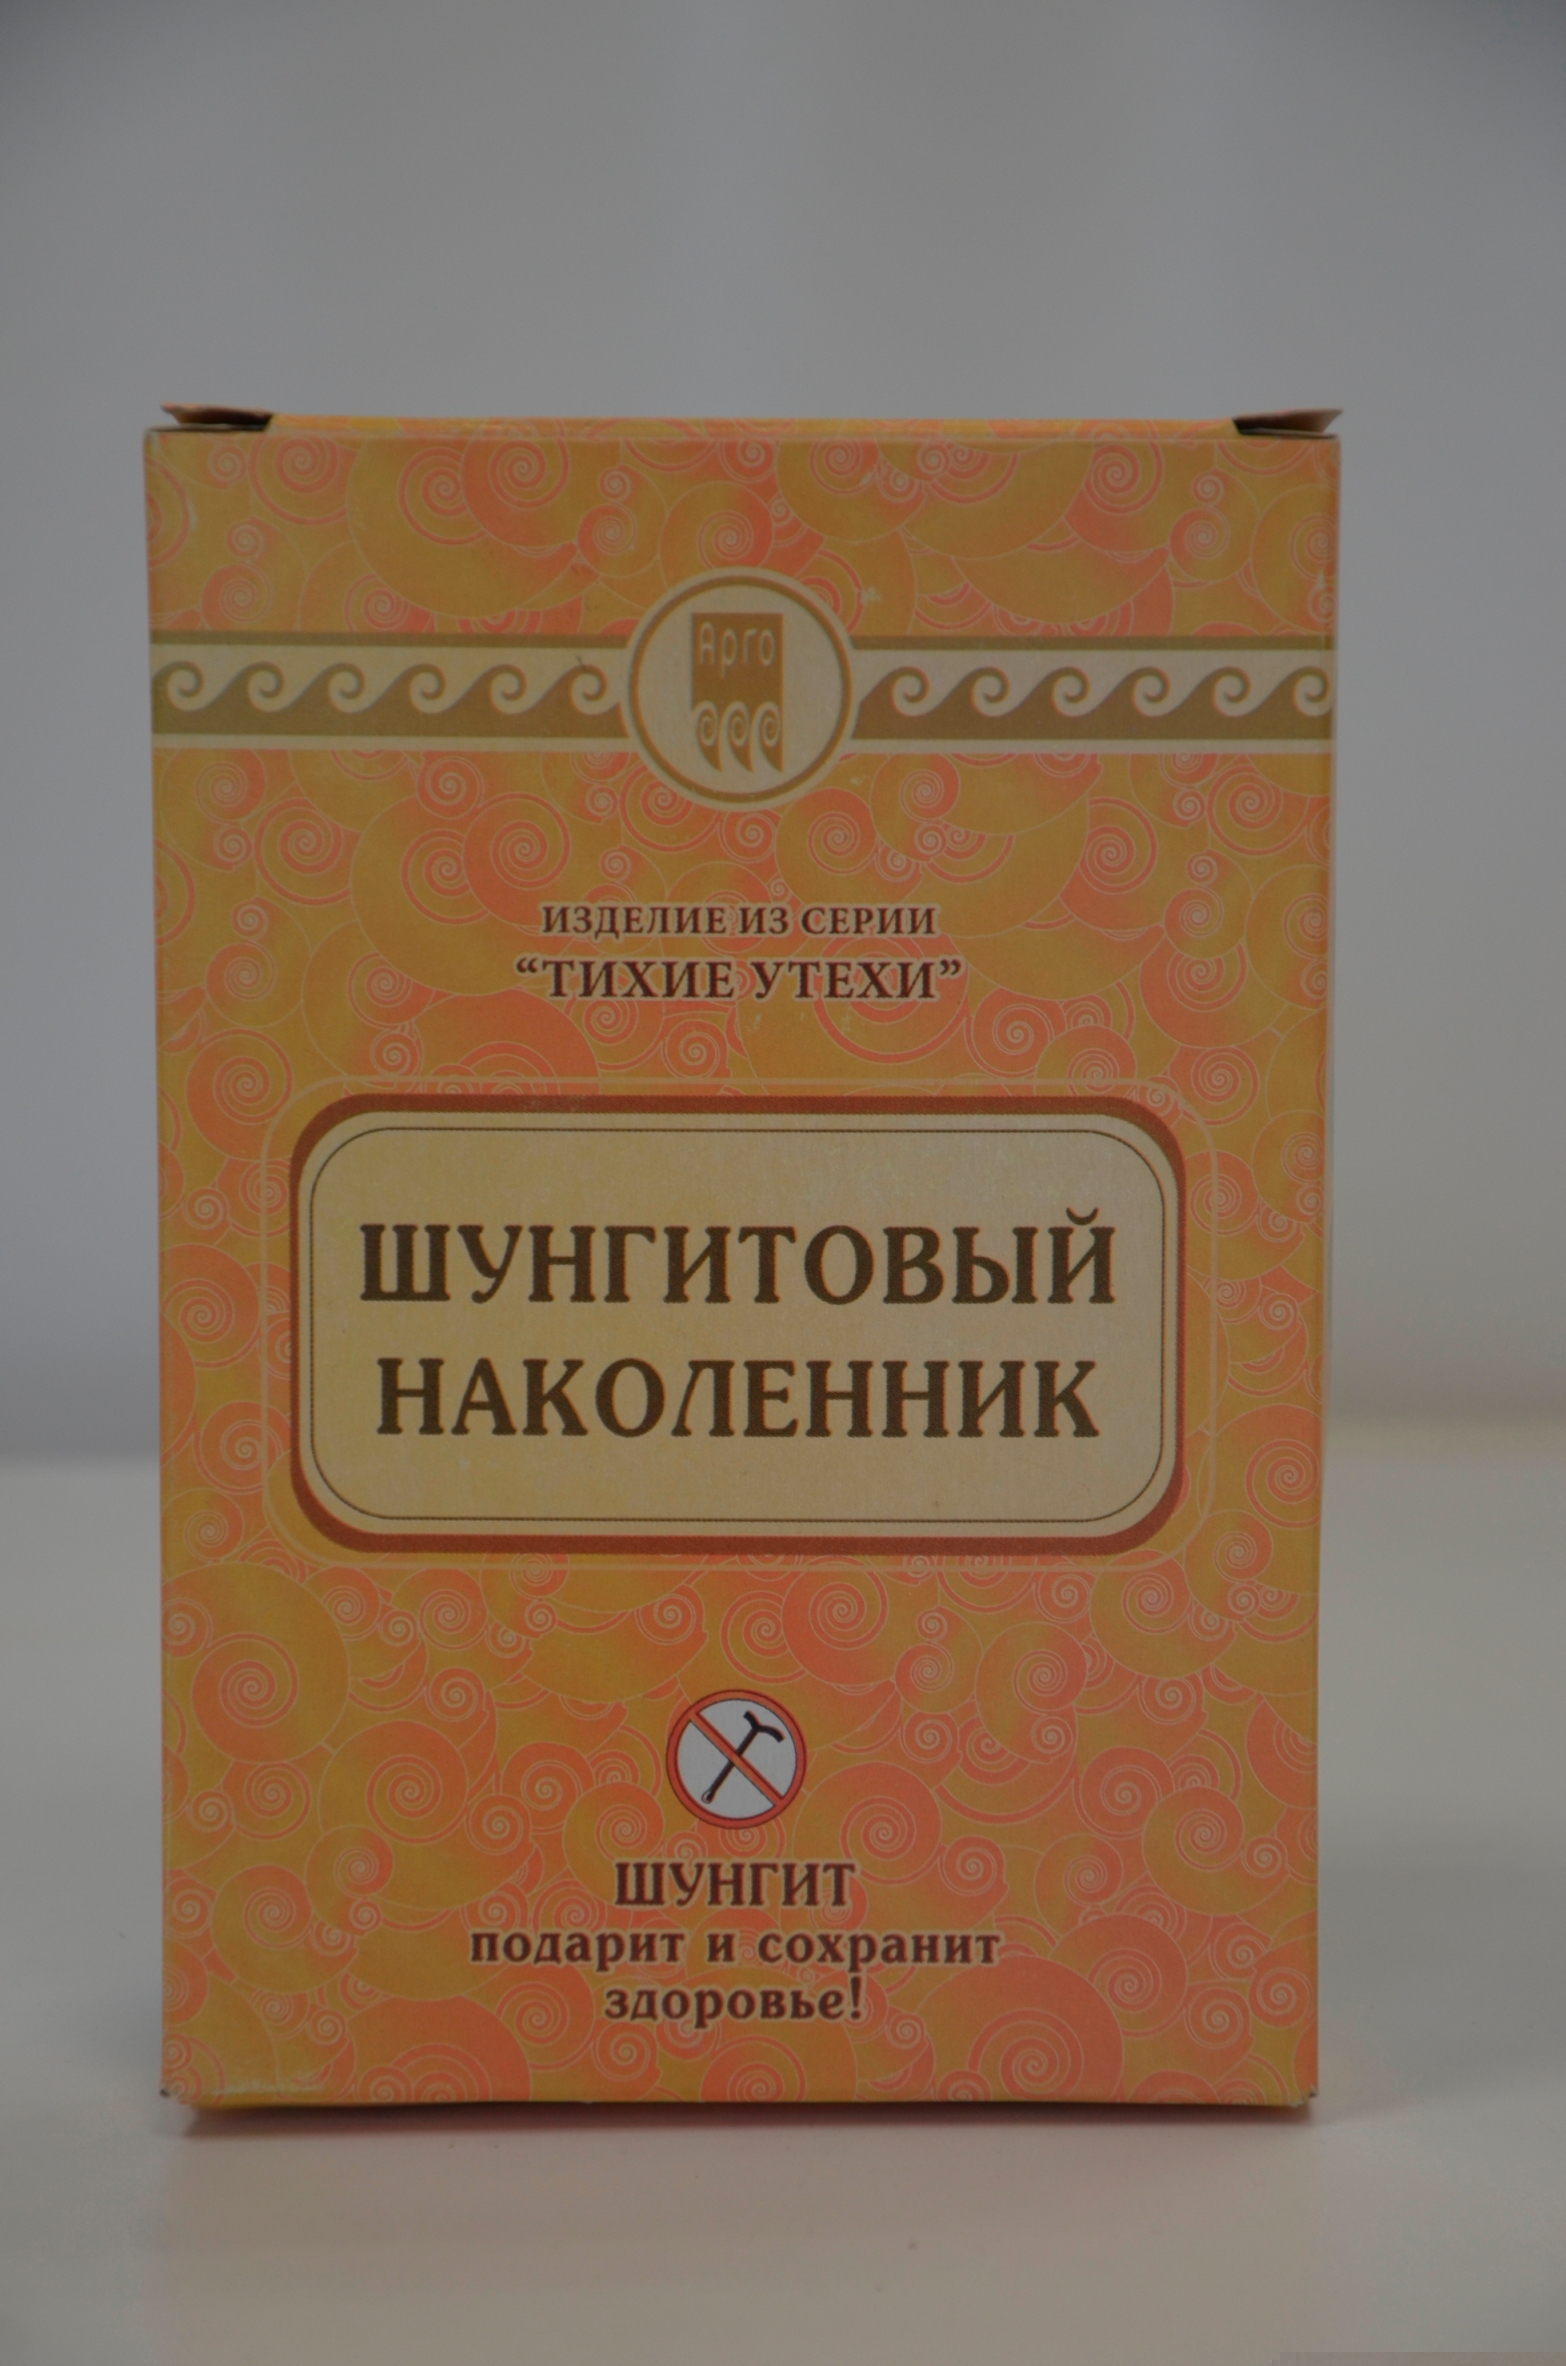 Арго
ИЗДЕЛИЕ ИЗ СЕРИИ
“ТИХИЕ УТЕХИ”
ШУНГИТОВЫЙ
НАКОЛЕННИК
ШУНГИТ
подарит и сохранит
здоровье!